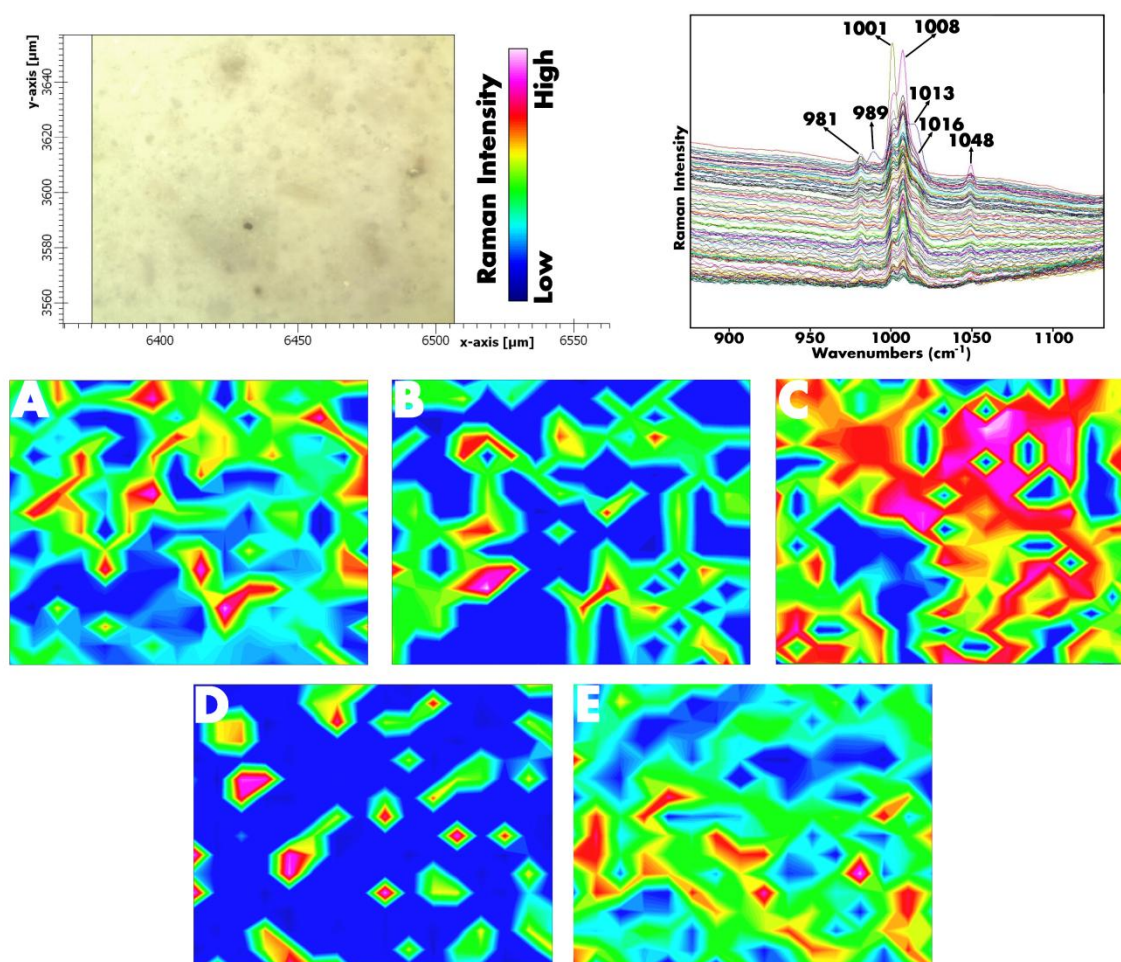 y-axis [µm]
3640
3620
3600
3580
3560
6400
6450
6500
6550
x-axis [µm]
Raman Intensity
High
Low
Raman Intensity
1001
1008
1013
1016
989
981
1048
900
950
1000
1050
1100
Wavenumbers (cm⁻¹)
A
B
C
D
E